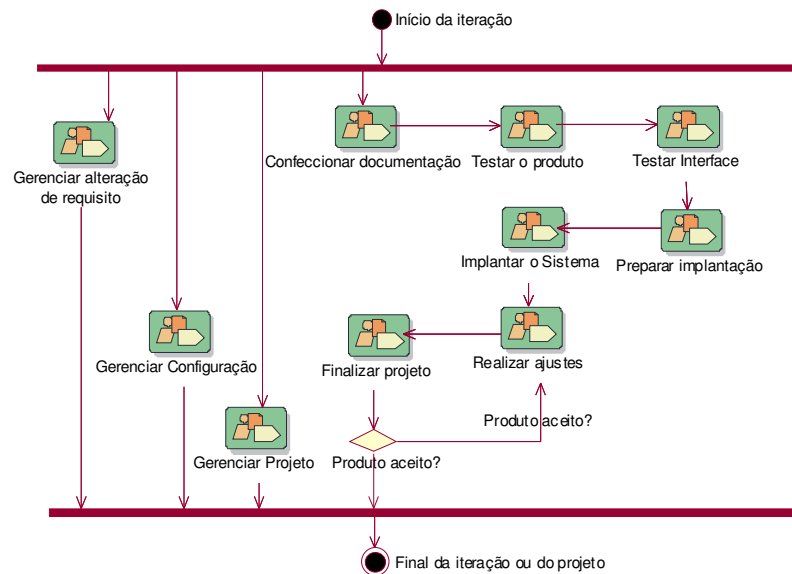 Início da iteração
Confeccionar documentação
Testar o produto
Testar Interface
Gerenciar alteração
de requisito
Implantar o Sistema
Preparar implantação
Gerenciar Configuração
Finalizar projeto
Realizar ajustes
Produto aceito?
Gerenciar Projeto
Produto aceito?
Final da iteração ou do projeto